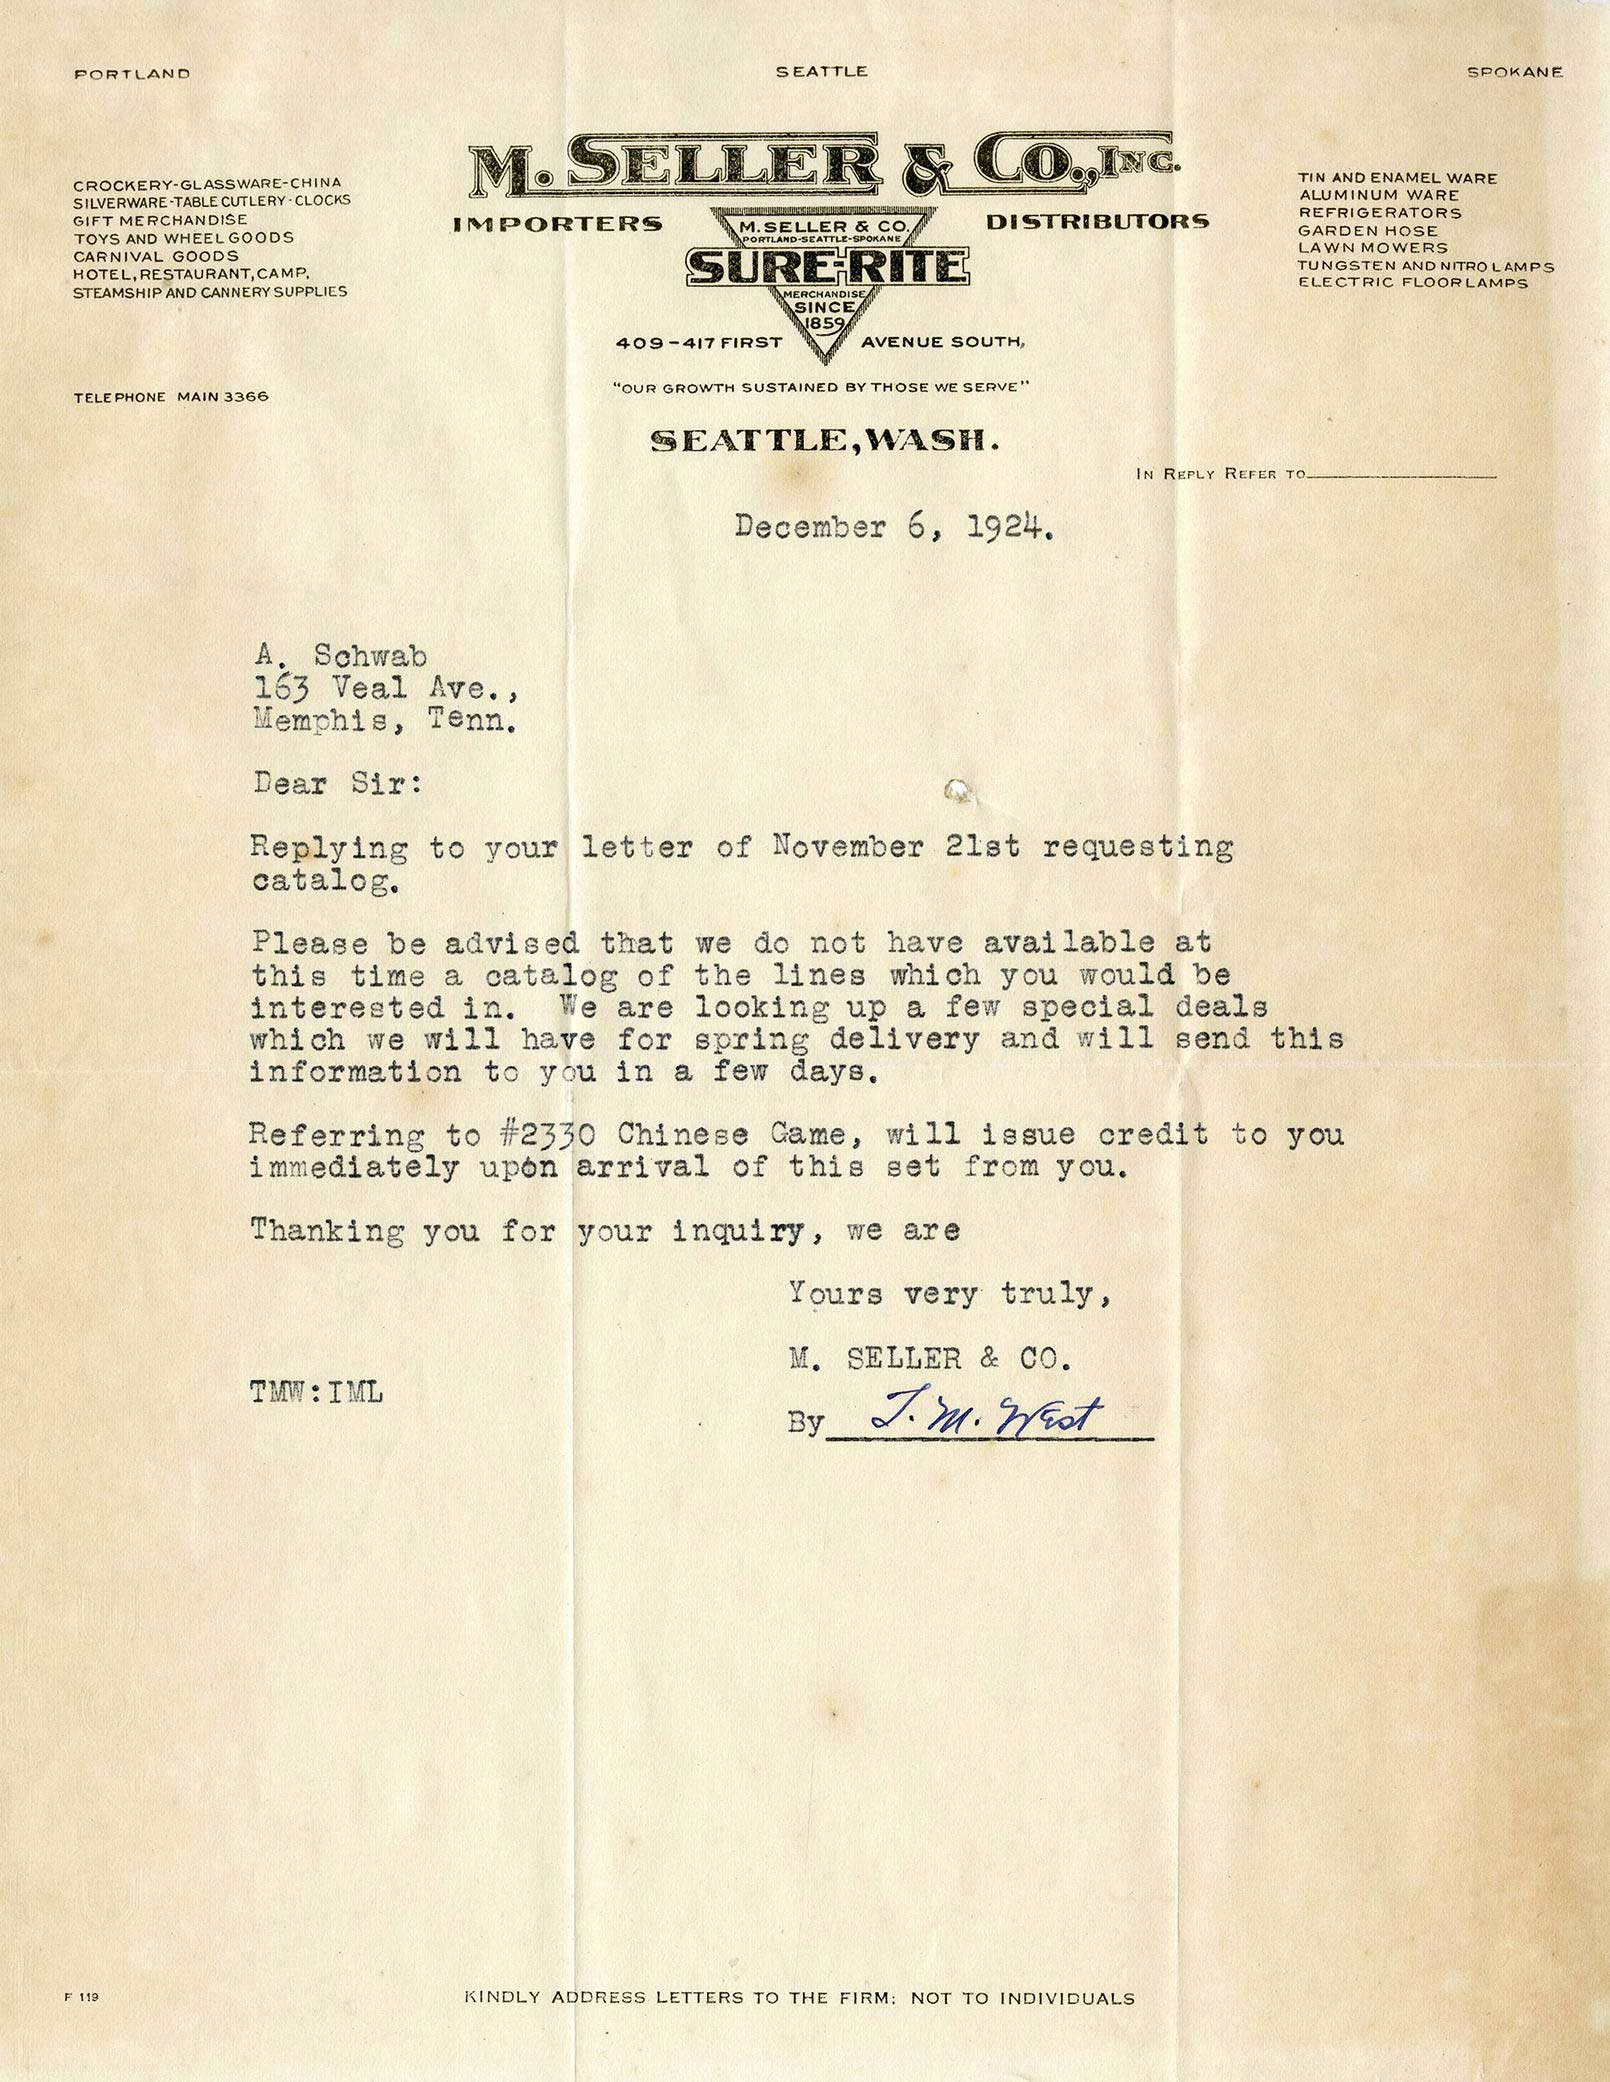 PORTLAND
SEATTLE
SPOKANE
M. SELLER & CO., INC.
IMPORTERS
DISTRIBUTORS
M. SELLER & CO.
PORTLAND-SEATTLE-SPOKANE
SURE-RITE
MERCHANDISE
SINCE
1859
409-417 FIRST AVENUE SOUTH,
"OUR GROWTH SUSTAINED BY THOSE WE SERVE"
SEATTLE, WASH.
CROCKERY-GLASSWARE-CHINA
SILVERWARE-TABLE CUTLERY-CLOCKS
GIFT MERCHANDISE
TOYS AND WHEEL GOODS
CARNIVAL GOODS
HOTEL, RESTAURANT, CAMP,
STEAMSHIP AND CANNERY SUPPLIES
TELEPHONE MAIN 3366
TIN AND ENAMEL WARE
ALUMINUM WARE
REFRIGERATORS
GARDEN HOSE
LAWN MOWERS
TUNGSTEN AND NITRO LAMPS
ELECTRIC FLOOR LAMPS
IN REPLY REFER TO
December 6, 1924.
A. Schwab
163 Veal Ave.,
Memphis, Tenn.
Dear Sir:
Replying to your letter of November 21st requesting
catalog.
Please be advised that we do not have available at
this time a catalog of the lines which you would be
interested in. We are looking up a few special deals
which we will have for spring delivery and will send this
information to you in a few days.
Referring to #2330 Chinese Game, will issue credit to you
immediately upon arrival of this set from you.
Thanking you for your inquiry, we are
Yours very truly,
M. SELLER & CO.
TMW:IML
By T. M. West
F 119
KINDLY ADDRESS LETTERS TO THE FIRM; NOT TO INDIVIDUALS